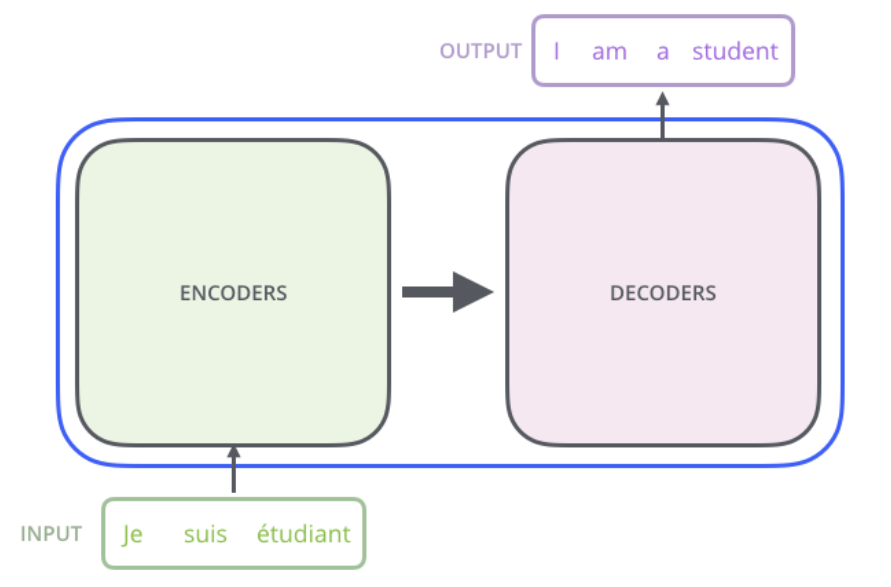 OUTPUT I am a student
ENCODERS DECODERS
INPUT Je suis étudiant